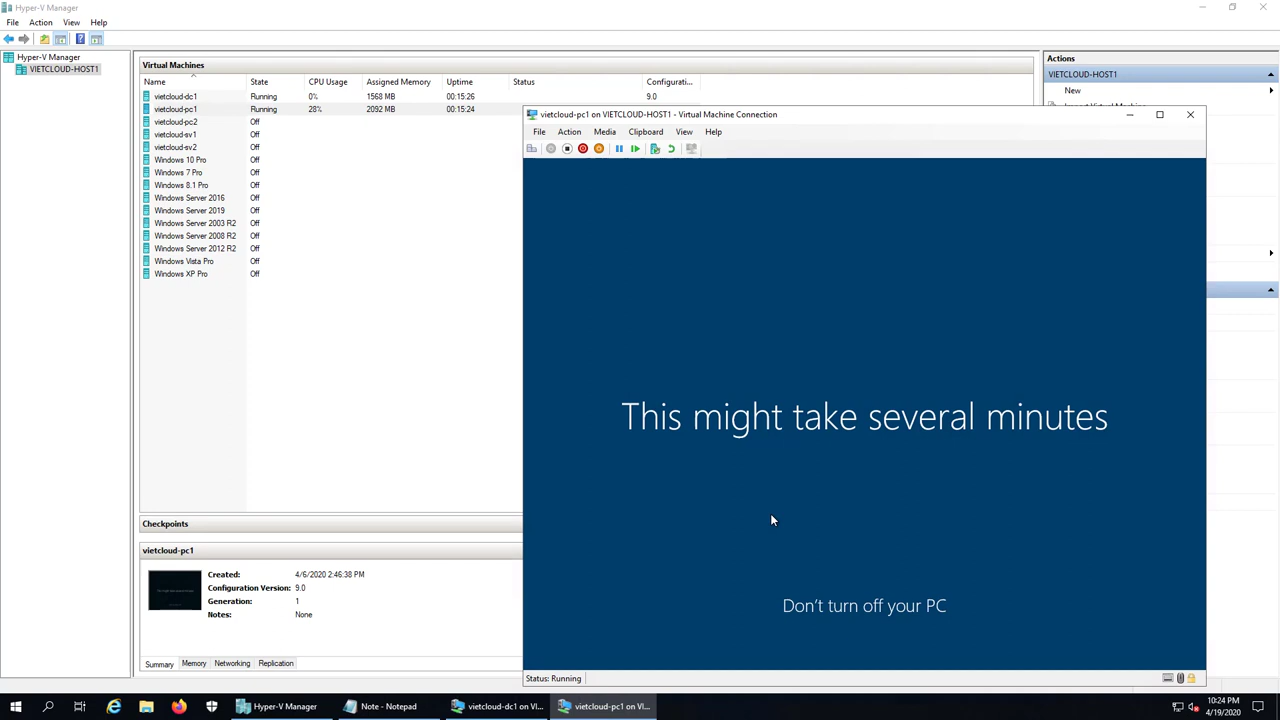 Hyper-V Manager
File Action View Help
Hyper-V Manager
VIETCLOUD-HOST1
Virtual Machines
Name State CPU Usage Assigned Memory Uptime Status Configurati...
vietcloud-dc1 Running 0% 1568 MB 00:15:26 9.0
vietcloud-pc1 Running 28% 2092 MB 00:15:24
vietcloud-pc2 Off
vietcloud-sv1 Off
vietcloud-sv2 Off
Windows 10 Pro Off
Windows 7 Pro Off
Windows 8.1 Pro Off
Windows Server 2016 Off
Windows Server 2019 Off
Windows Server 2003 R2 Off
Windows Server 2008 R2 Off
Windows Server 2012 R2 Off
Windows Vista Pro Off
Windows XP Pro Off
Checkpoints
vietcloud-pc1
Created: 4/6/2020 2:46:38 PM
Configuration Version: 9.0
Generation: 1
Notes: None
Summary Memory Networking Replication
Actions
VIETCLOUD-HOST1
New
vietcloud-pc1 on VIETCLOUD-HOST1 - Virtual Machine Connection
File Action Media Clipboard View Help
This might take several minutes
Don't turn off your PC
Status: Running
Hyper-V Manager
Note - Notepad
vietcloud-dc1 on VI...
vietcloud-pc1 on VI...
10:24 PM
4/19/2020